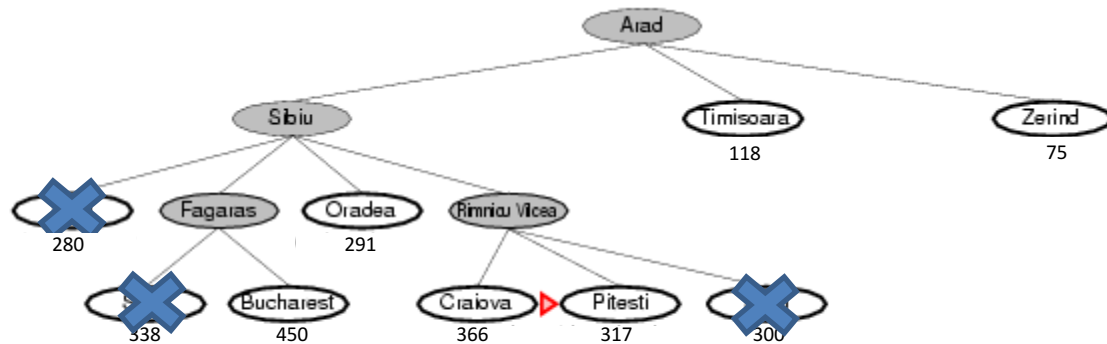 Arad
Sibiu Timisoara Zerind
118 75
Fagaras Oradea Rimnicu Vilcea
280 291
Bucharest Craiova Pitesti
338 450 366 317 300